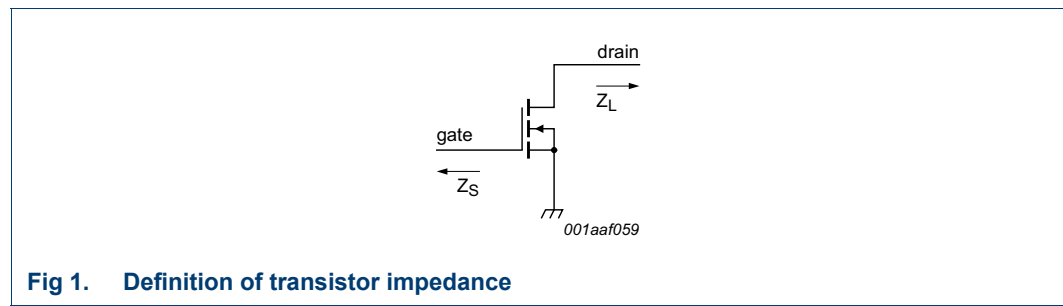 drain
Z_L
gate
Z_S
001aaf059
Fig 1. Definition of transistor impedance